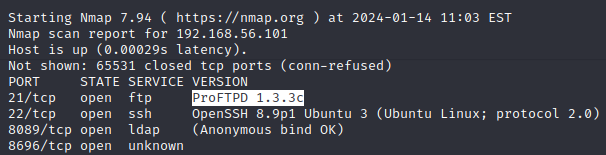 Starting Nmap 7.94 ( https://nmap.org ) at 2024-01-14 11:03 EST
Nmap scan report for 192.168.56.101
Host is up (0.00029s latency).
Not shown: 65531 closed tcp ports (conn-refused)
PORT     STATE SERVICE VERSION
21/tcp   open  ftp     ProFTPD 1.3.3c
22/tcp   open  ssh     OpenSSH 8.9p1 Ubuntu 3 (Ubuntu Linux; protocol 2.0)
8089/tcp open  ldap    (Anonymous bind OK)
8696/tcp open  unknown